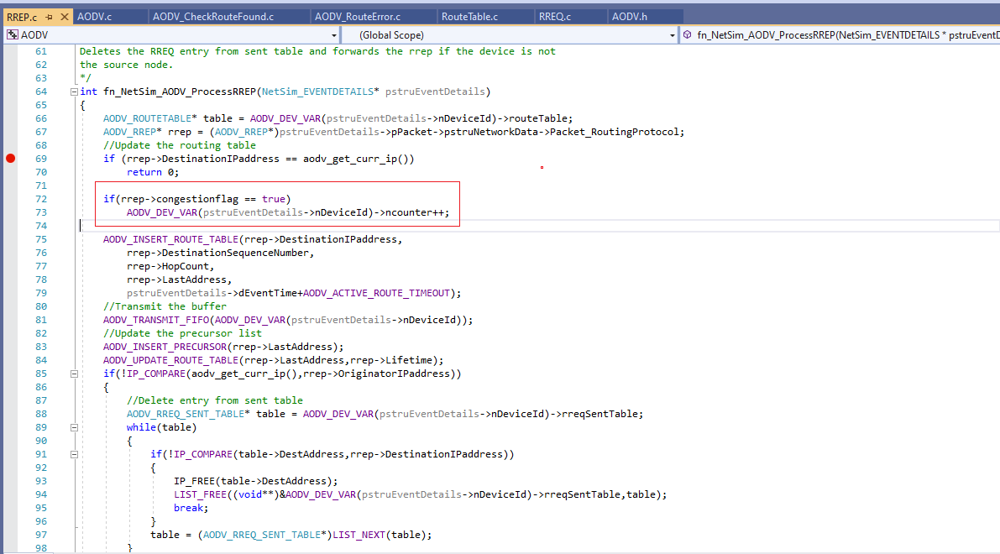 RREP.c AODV.c AODV_CheckRouteFound.c AODV_RouteError.c RouteTable.c RREQ.c AODV.h
AODV (Global Scope) fn_NetSim_AODV_ProcessRREP(NetSim_EVENTDETAILS * pstruEventD
61 Deletes the RREQ entry from sent table and forwards the rrep if the device is not
62 the source node.
63 */
64 int fn_NetSim_AODV_ProcessRREP(NetSim_EVENTDETAILS* pstruEventDetails)
65 {
66 AODV_ROUTETABLE* table = AODV_DEV_VAR(pstruEventDetails->nDeviceId)->routeTable;
67 AODV_RREP* rrep = (AODV_RREP*)pstruEventDetails->pPacket->pstruNetworkData->Packet_RoutingProtocol;
68 //Update the routing table
69 if (rrep->DestinationIPaddress == aodv_get_curr_ip())
70 return 0;
71
72 if(rrep->congestionflag == true)
73 AODV_DEV_VAR(pstruEventDetails->nDeviceId)->ncounter++;
74
75 AODV_INSERT_ROUTE_TABLE(rrep->DestinationIPaddress,
76 rrep->DestinationSequenceNumber,
77 rrep->HopCount,
78 rrep->LastAddress,
79 pstruEventDetails->dEventTime+AODV_ACTIVE_ROUTE_TIMEOUT);
80 //Transmit the buffer
81 AODV_TRANSMIT_FIFO(AODV_DEV_VAR(pstruEventDetails->nDeviceId));
82 //Update the precursor list
83 AODV_INSERT_PRECURSOR(rrep->LastAddress);
84 AODV_UPDATE_ROUTE_TABLE(rrep->LastAddress,rrep->Lifetime);
85 if(!IP_COMPARE(aodv_get_curr_ip(),rrep->OriginatorIPaddress))
86 {
87 //Delete entry from sent table
88 AODV_RREQ_SENT_TABLE* table = AODV_DEV_VAR(pstruEventDetails->nDeviceId)->rreqSentTable;
89 while(table)
90 {
91 if(!IP_COMPARE(table->DestAddress,rrep->DestinationIPaddress))
92 {
93 IP_FREE(table->DestAddress);
94 LIST_FREE((void**)&AODV_DEV_VAR(pstruEventDetails->nDeviceId)->rreqSentTable,table);
95 break;
96 }
97 table = (AODV_RREQ_SENT_TABLE*)LIST_NEXT(table);
98 }